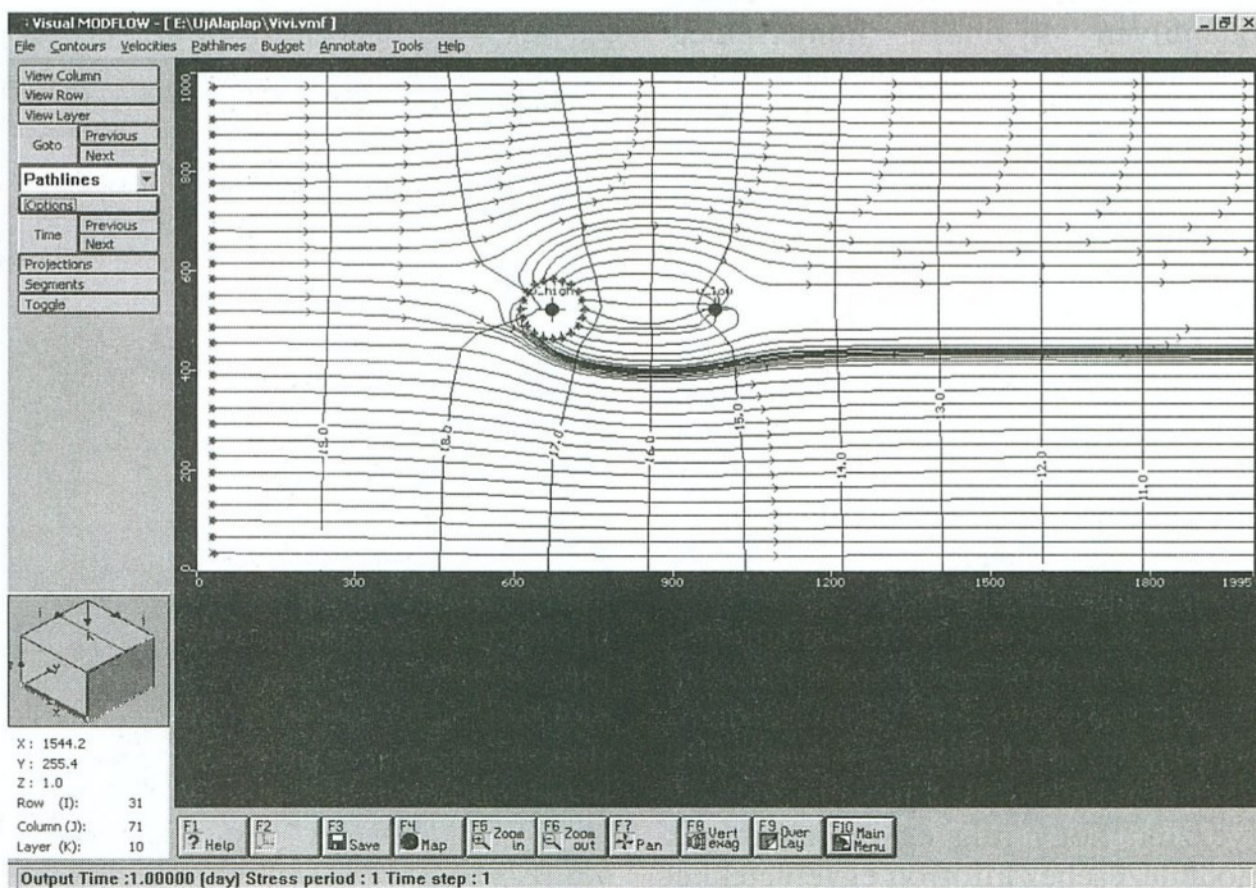 Visual MODFLOW - [ E:\UjAlaplap\Vivi.vmf ]
File Contours Velocities Pathlines Budget Annotate Tools Help
View Column
View Row
View Layer
Goto
Previous
Next
Pathlines
Options
Time
Previous
Next
Projections
Segments
Toggle
1000
800
600
400
200
0
0 300 600 900 1200 1500 1800 1995
19.0
18.0
17.0
16.0
15.0
14.0
13.0
12.0
11.0
i
j
k
x
X : 1544.2
Y : 255.4
Z : 1.0
Row (I): 31
Column (J): 71
Layer (K): 10
F1 Help
F2
F3 Save
F4 Map
F5 Zoom in
F6 Zoom out
F7 Pan
F8 Vert exag
F9 Over Lay
F10 Main Menu
Output Time :1.00000 [day] Stress period : 1 Time step : 1